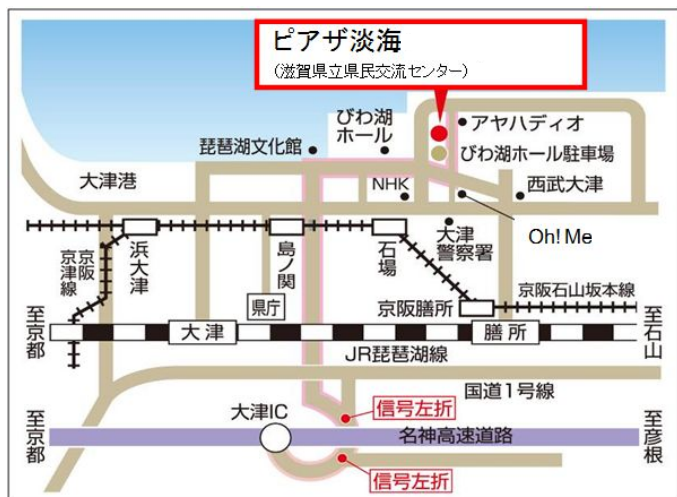 ピアザ淡海
(滋賀県立県民交流センター)
アヤハディオ
びわ湖
ホール
琵琶湖文化館
びわ湖ホール駐車場
大津港
NHK
西武大津
Oh! Me
大津
警察署
京阪
京津線
浜大津
島ノ関
石場
県庁
京阪膳所
京阪石山坂本線
至京都
大津
膳所
至石山
JR琵琶湖線
国道1号線
大津IC
信号左折
至京都
名神高速道路
至彦根
信号左折